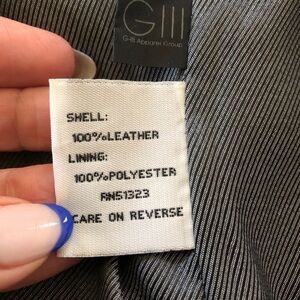 GIII
G-III Apparel Group
SHELL:
100%LEATHER
LINING:
100%POLYESTER
RN51323
CARE ON REVERSE